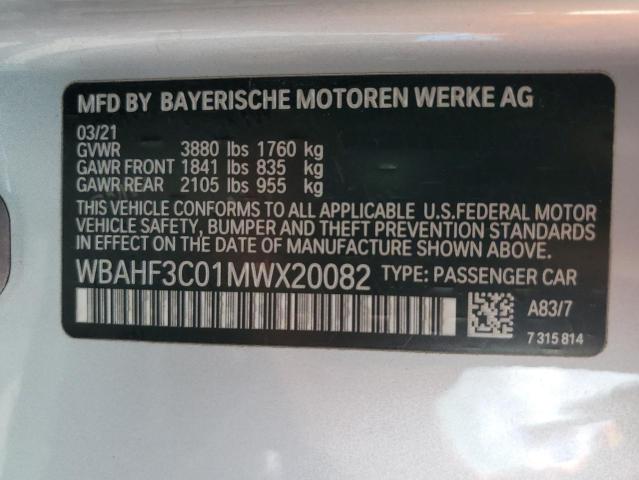 MFD BY BAYERISCHE MOTOREN WERKE AG
03/21
GVWR 3880 lbs 1760 kg
GAWR FRONT 1841 lbs 835 kg
GAWR REAR 2105 lbs 955 kg
THIS VEHICLE CONFORMS TO ALL APPLICABLE U.S.FEDERAL MOTOR
VEHICLE SAFETY, BUMPER AND THEFT PREVENTION STANDARDS
IN EFFECT ON THE DATE OF MANUFACTURE SHOWN ABOVE.
WBAHF3C01MWX20082 TYPE: PASSENGER CAR
A83/7
7 315 814